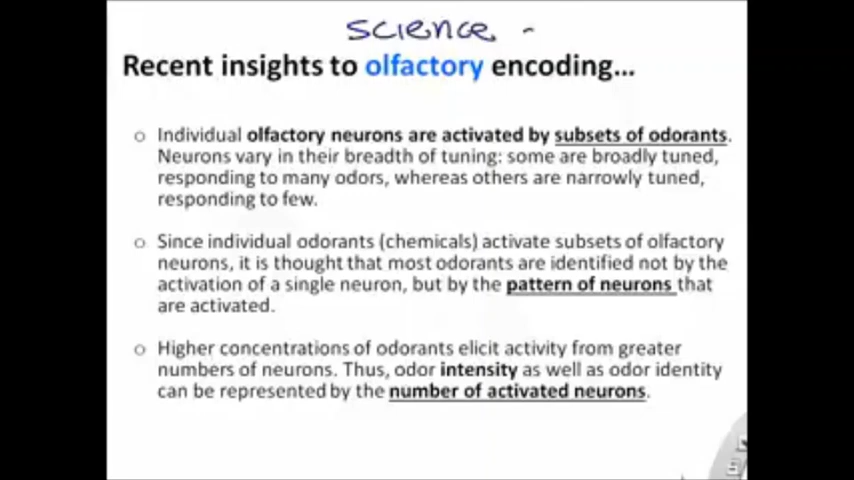 science -
Recent insights to olfactory encoding...
o Individual olfactory neurons are activated by subsets of odorants.
Neurons vary in their breadth of tuning: some are broadly tuned,
responding to many odors, whereas others are narrowly tuned,
responding to few.
o Since individual odorants (chemicals) activate subsets of olfactory
neurons, it is thought that most odorants are identified not by the
activation of a single neuron, but by the pattern of neurons that
are activated.
o Higher concentrations of odorants elicit activity from greater
numbers of neurons. Thus, odor intensity as well as odor identity
can be represented by the number of activated neurons.